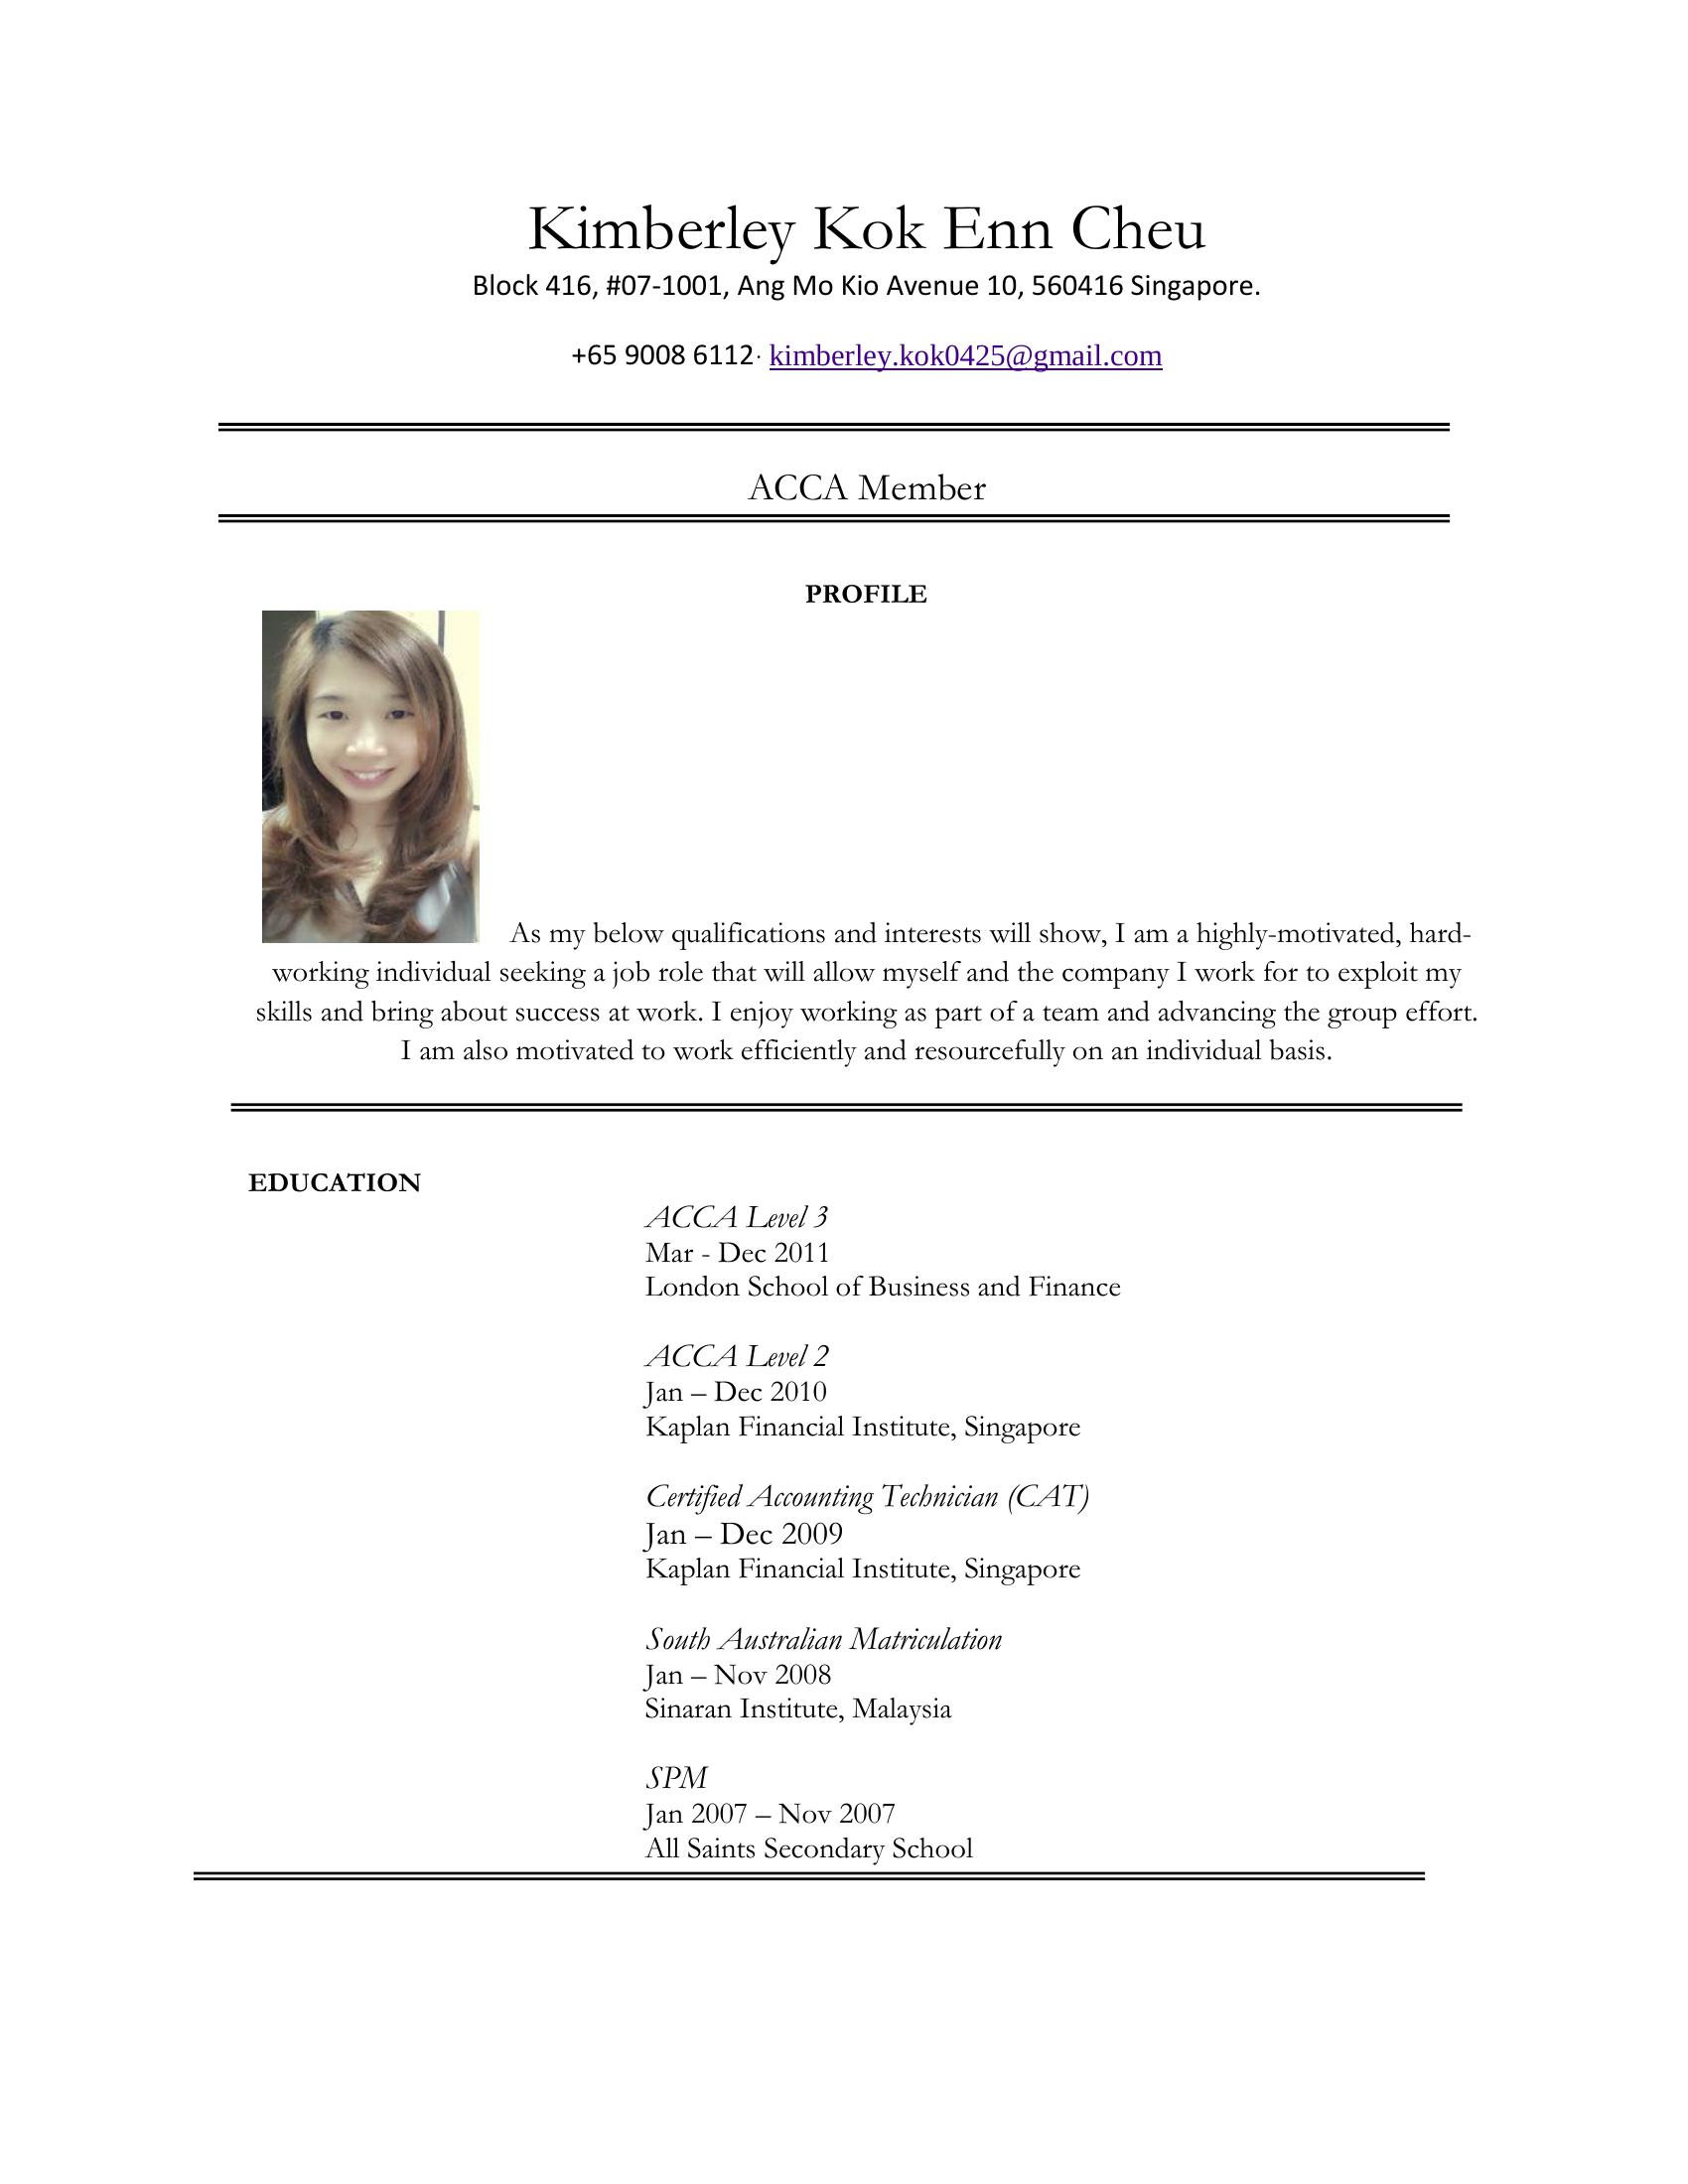 Kimberley Kok Enn Cheu
Block 416, #07-1001, Ang Mo Kio Avenue 10, 560416 Singapore.
+65 9008 6112· kimberley.kok0425@gmail.com
ACCA Member
PROFILE
As my below qualifications and interests will show, I am a highly-motivated, hard-
working individual seeking a job role that will allow myself and the company I work for to exploit my
skills and bring about success at work. I enjoy working as part of a team and advancing the group effort.
I am also motivated to work efficiently and resourcefully on an individual basis.
EDUCATION
ACCA Level 3
Mar - Dec 2011
London School of Business and Finance
ACCA Level 2
Jan – Dec 2010
Kaplan Financial Institute, Singapore
Certified Accounting Technician (CAT)
Jan – Dec 2009
Kaplan Financial Institute, Singapore
South Australian Matriculation
Jan – Nov 2008
Sinaran Institute, Malaysia
SPM
Jan 2007 – Nov 2007
All Saints Secondary School